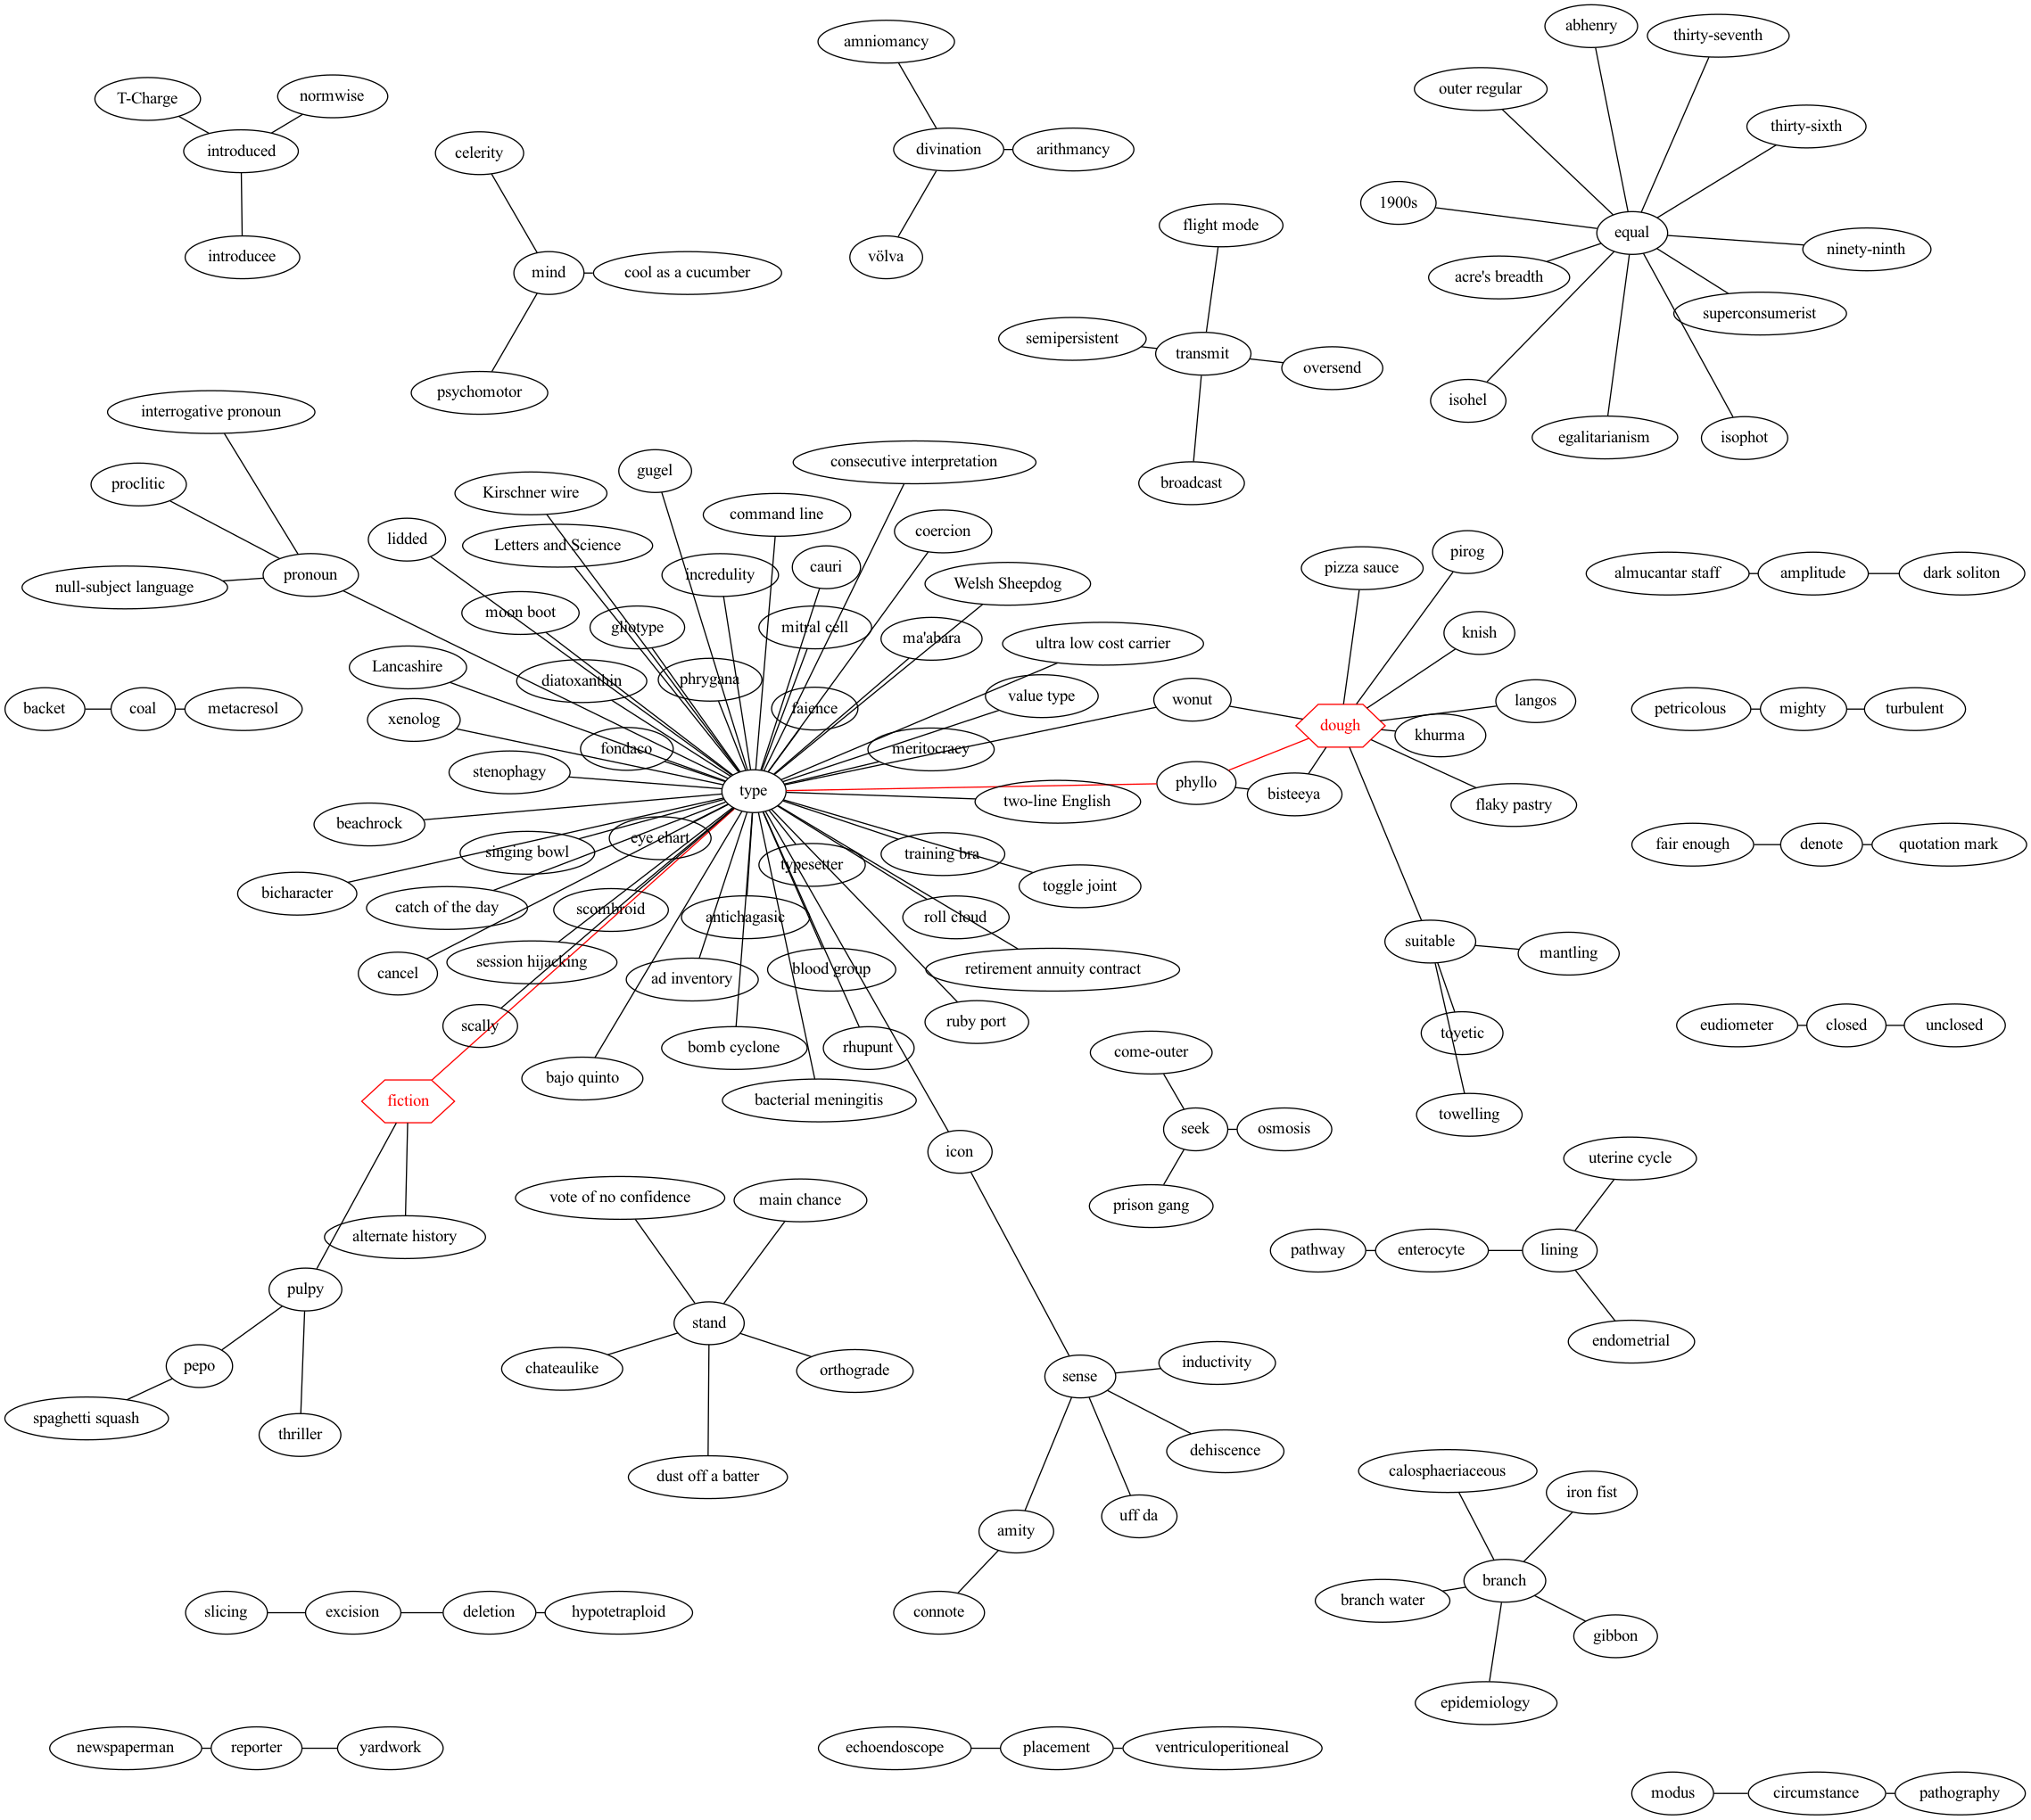 abhenry
thirty-seventh
amniomancy
outer regular
T-Charge
normwise
thirty-sixth
introduced
celerity
divination
arithmancy
1900s
flight mode
equal
ninety-ninth
introducee
völva
mind
cool as a cucumber
acre's breadth
superconsumerist
semipersistent
transmit
oversend
psychomotor
isohel
interrogative pronoun
egalitarianism
isophot
gugel
consecutive interpretation
proclitic
Kirschner wire
broadcast
command line
lidded
Letters and Science
coercion
pirog
pizza sauce
pronoun
null-subject language
incredulity
cauri
Welsh Sheepdog
almucantar staff
amplitude
dark soliton
moon boot
gliotype
mitral cell
ma'abara
ultra low cost carrier
knish
Lancashire
diatoxanthin
phrygana
value type
wonut
langos
backet
coal
metacresol
xenolog
faience
dough
khurma
petricolous
mighty
turbulent
fondaco
meritocracy
stenophagy
type
phyllo
bisteeya
two-line English
flaky pastry
beachrock
eye chart
singing bowl
typesetter
training bra
fair enough
denote
quotation mark
bicharacter
toggle joint
catch of the day
scombroid
antichagasic
roll cloud
suitable
mantling
cancel
session hijacking
ad inventory
blood group
retirement annuity contract
scally
ruby port
toyetic
eudiometer
closed
unclosed
bomb cyclone
rhupunt
come-outer
bajo quinto
fiction
bacterial meningitis
towelling
seek
osmosis
icon
uterine cycle
vote of no confidence
main chance
prison gang
alternate history
pathway
enterocyte
lining
pulpy
stand
endometrial
pepo
chateaulike
orthograde
sense
inductivity
spaghetti squash
thriller
dehiscence
dust off a batter
calosphaeriaceous
iron fist
uff da
amity
branch
branch water
slicing
excision
deletion
hypotetraploid
connote
gibbon
epidemiology
newspaperman
reporter
yardwork
echoendoscope
placement
ventriculoperitioneal
modus
circumstance
pathography